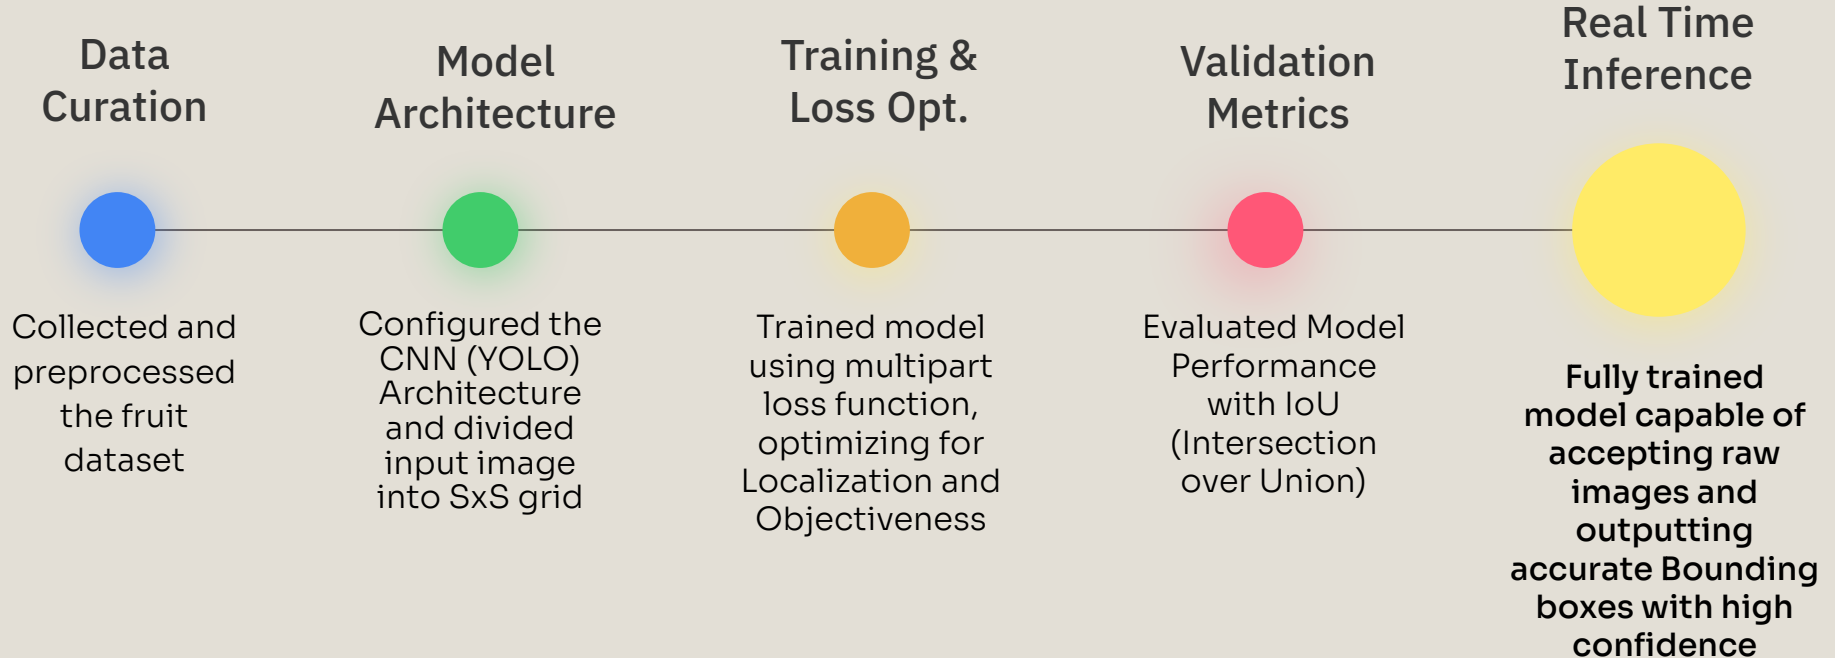 Data
Curation
Model
Architecture
Training &
Loss Opt.
Validation
Metrics
Real Time
Inference
Collected and
preprocessed
the fruit
dataset
Configured the
CNN (YOLO)
Architecture
and divided
input image
into SxS grid
Trained model
using multipart
loss function,
optimizing for
Localization and
Objectiveness
Evaluated Model
Performance
with IoU
(Intersection
over Union)
Fully trained
model capable of
accepting raw
images and
outputting
accurate Bounding
boxes with high
confidence